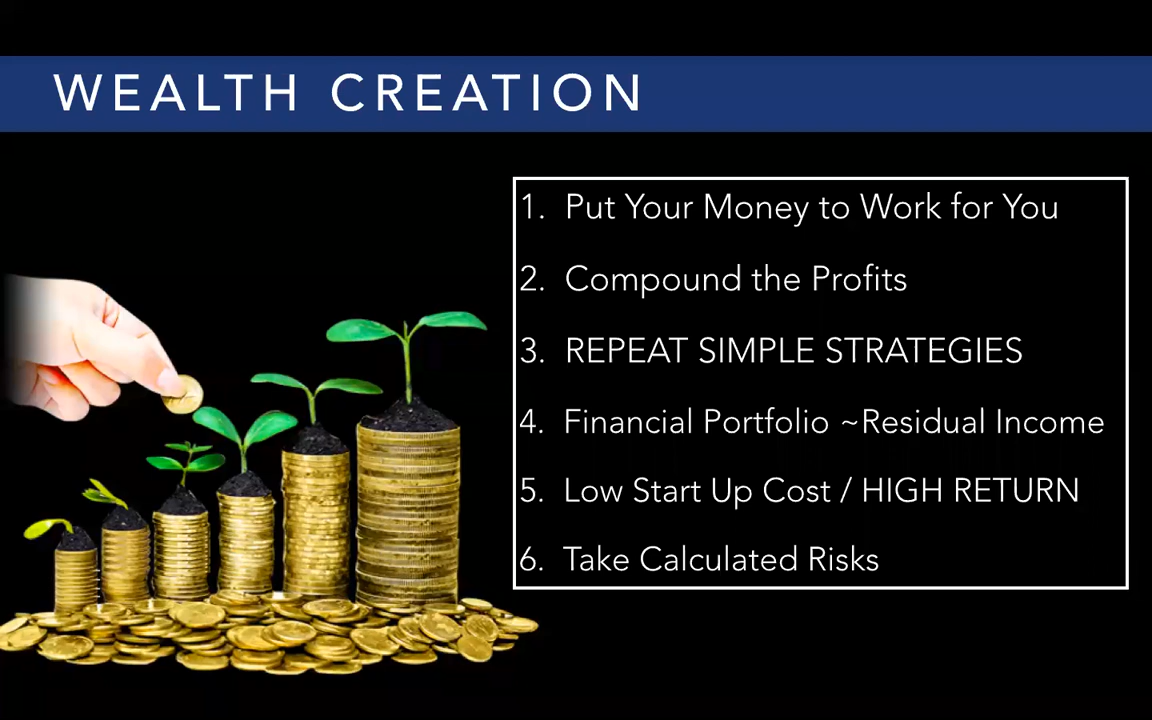 WEALTH CREATION
1. Put Your Money to Work for You
2. Compound the Profits
3. REPEAT SIMPLE STRATEGIES
4. Financial Portfolio ~Residual Income
5. Low Start Up Cost / HIGH RETURN
6. Take Calculated Risks